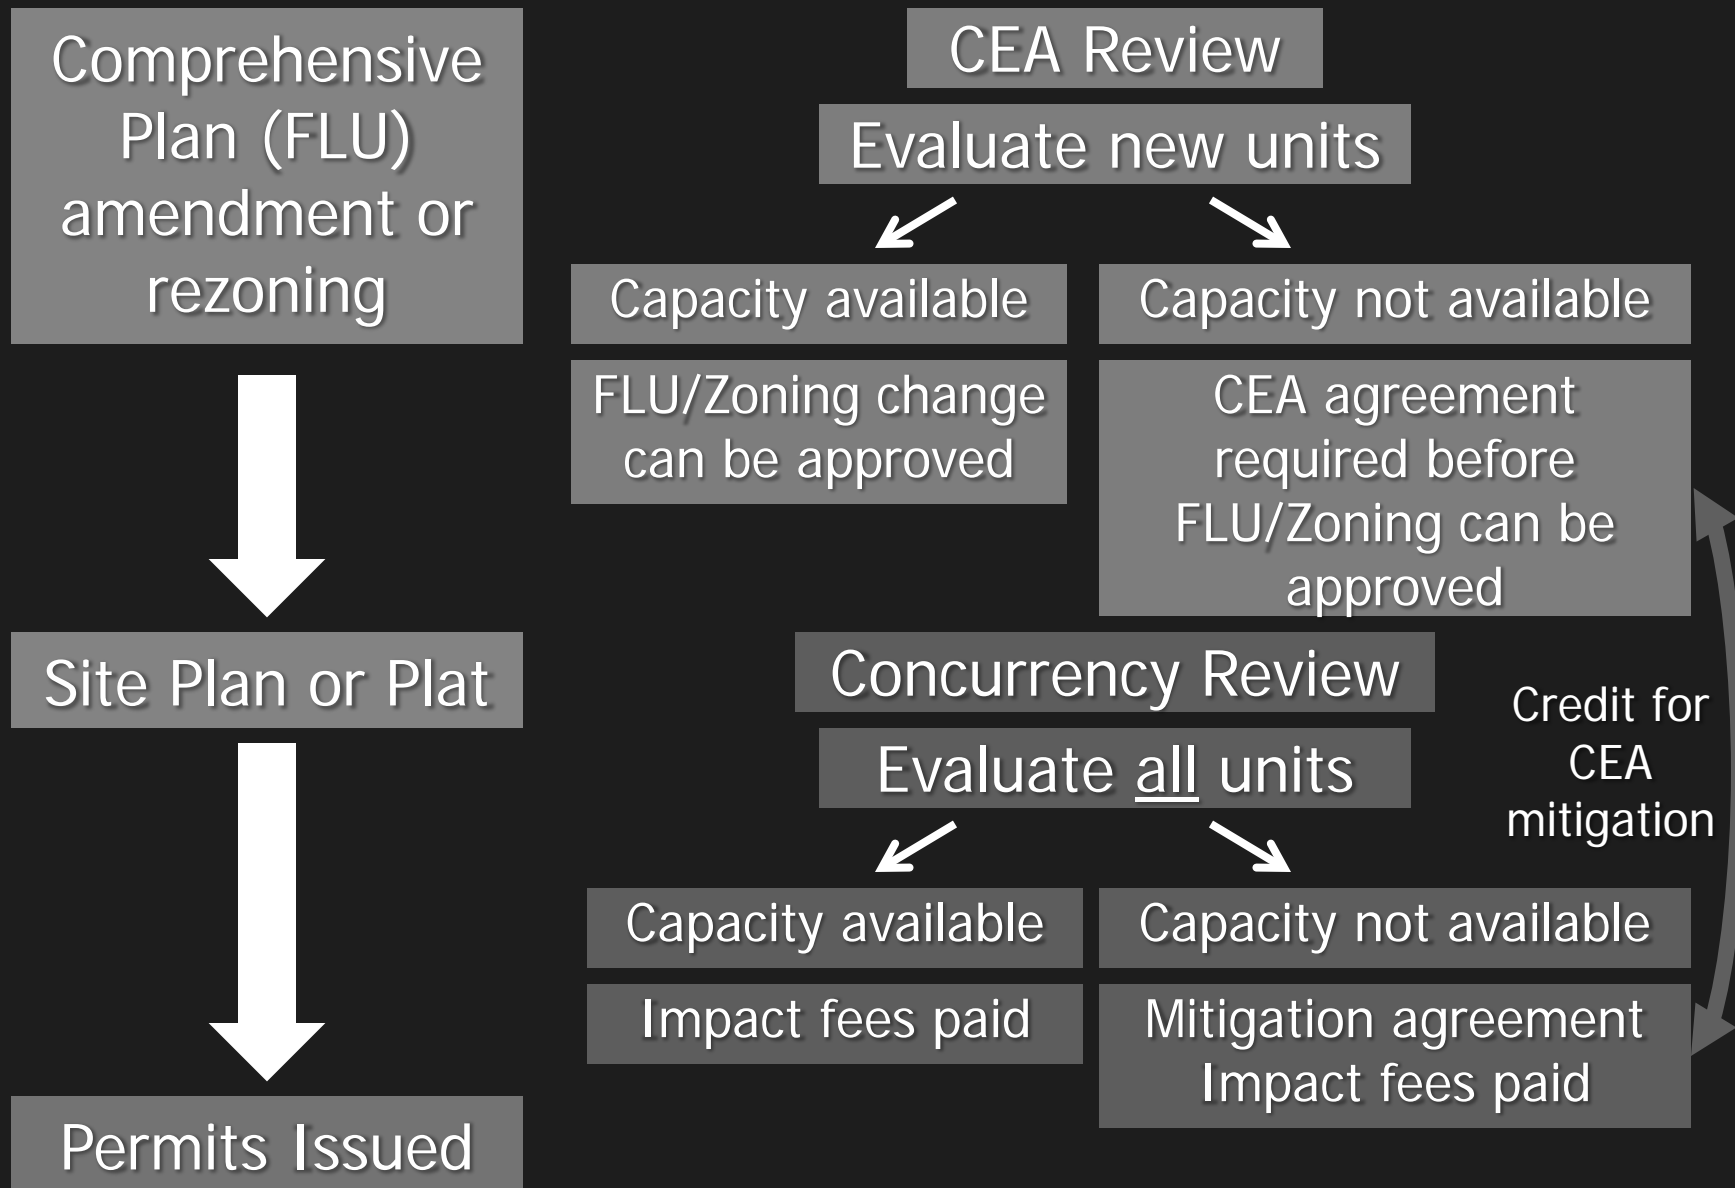 Comprehensive
Plan (FLU)
amendment or
rezoning
Site Plan or Plat
Permits Issued
CEA Review
Evaluate new units
Capacity available
FLU/Zoning change
can be approved
Capacity not available
CEA agreement
required before
FLU/Zoning can be
approved
Concurrency Review
Evaluate all units
Capacity available
Impact fees paid
Capacity not available
Mitigation agreement
Impact fees paid
Credit for
CEA
mitigation